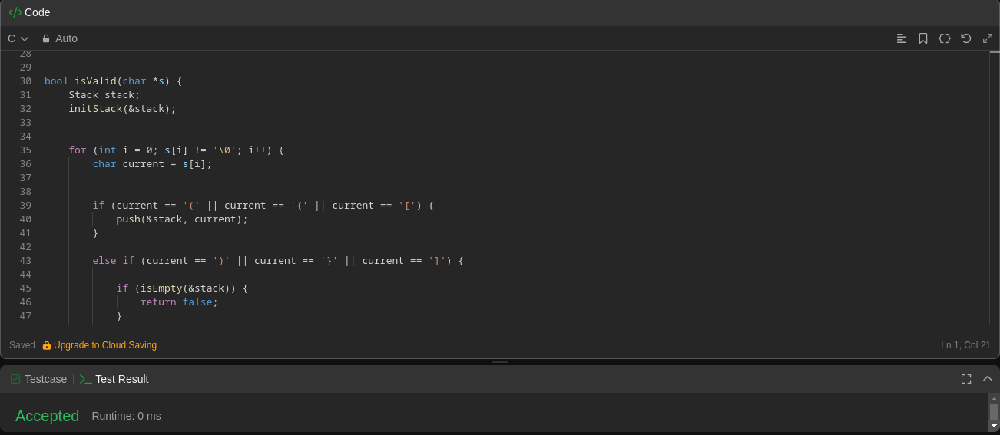 </> Code
C Auto
28
29
30 bool isValid(char *s) {
31     Stack stack;
32     initStack(&stack);
33
34
35     for (int i = 0; s[i] != '\0'; i++) {
36         char current = s[i];
37
38
39         if (current == '(' || current == '{' || current == '[') {
40             push(&stack, current);
41         }
42
43         else if (current == ')' || current == '}' || current == ']') {
44
45             if (isEmpty(&stack)) {
46                 return false;
47             }
Saved Upgrade to Cloud Saving Ln 1, Col 21
Testcase | >_ Test Result
Accepted Runtime: 0 ms